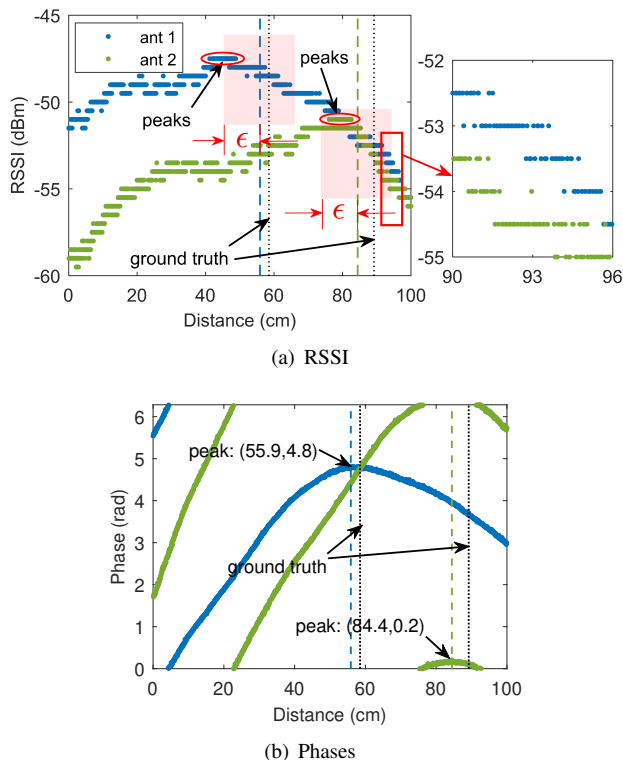 -45
-50
-55
-60
RSSI (dBm)
ant 1
ant 2
peaks
peaks
ϵ
ϵ
ground truth
0 20 40 60 80 100
Distance (cm)
-52
-53
-54
-55
90 93 96
(a) RSSI
6
5
4
3
2
1
0
Phase (rad)
peak: (55.9,4.8)
ground truth
peak: (84.4,0.2)
0 20 40 60 80 100
Distance (cm)
(b) Phases